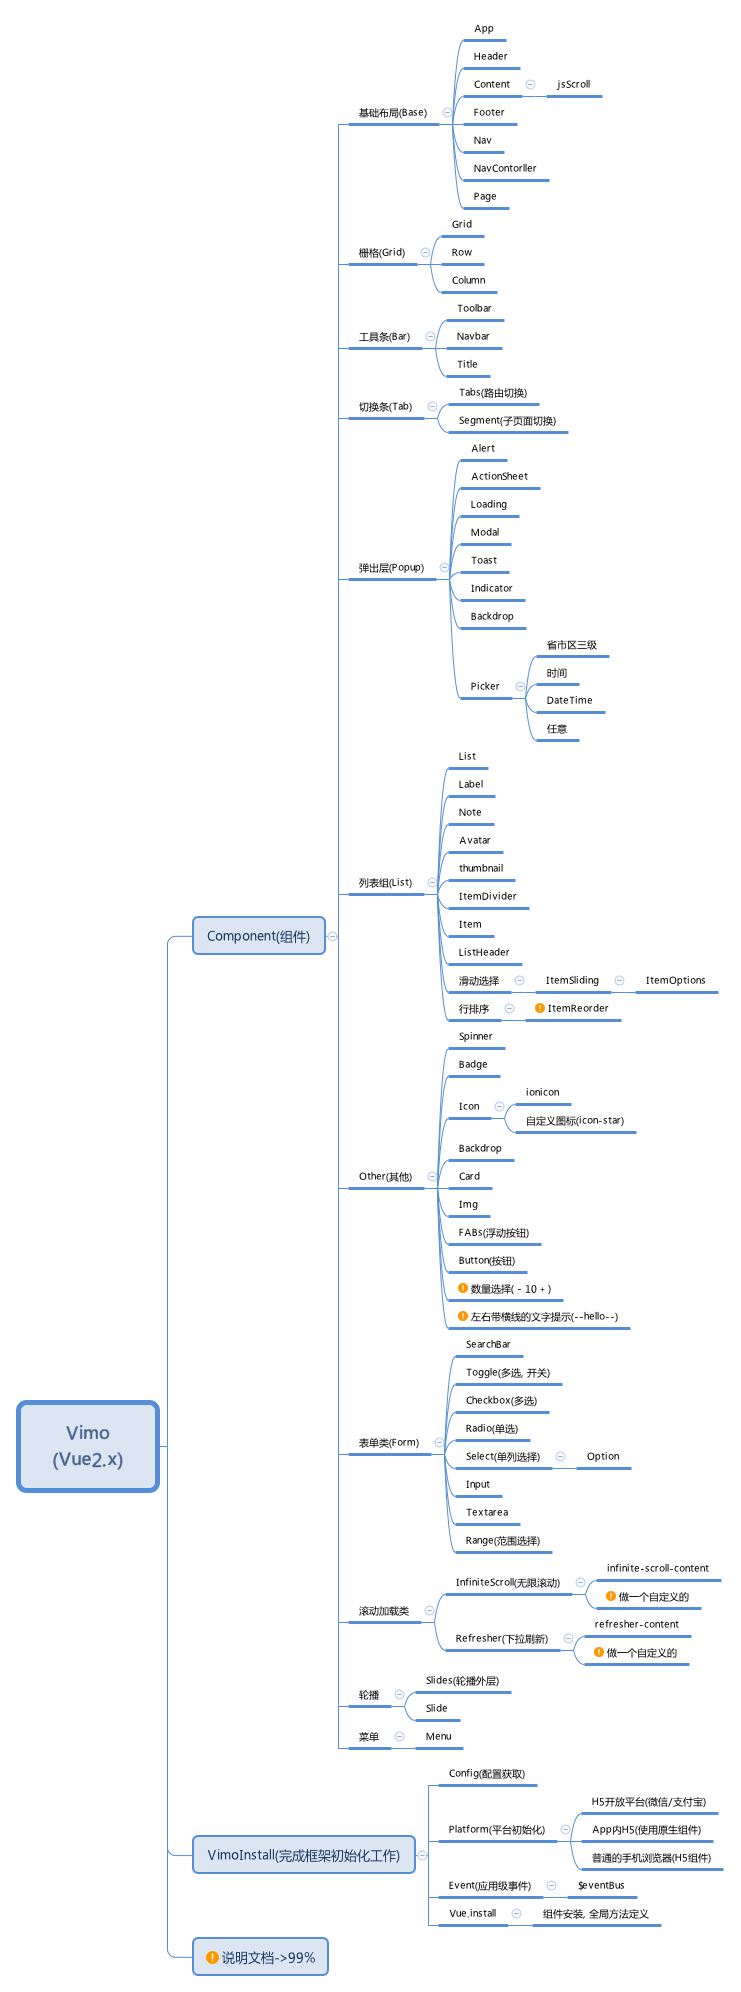 Vimo
(Vue2.x)
Component(组件)
基础布局(Base)
App
Header
Content
jsScroll
Footer
Nav
NavContorller
Page
栅格(Grid)
Grid
Row
Column
工具条(Bar)
Toolbar
Navbar
Title
切换条(Tab)
Tabs(路由切换)
Segment(子页面切换)
弹出层(Popup)
Alert
ActionSheet
Loading
Modal
Toast
Indicator
Backdrop
Picker
省市区三级
时间
DateTime
任意
列表组(List)
List
Label
Note
Avatar
thumbnail
ItemDivider
Item
ListHeader
滑动选择
ItemSliding
ItemOptions
行排序
ItemReorder
Other(其他)
Spinner
Badge
Icon
ionicon
自定义图标(icon-star)
Backdrop
Card
Img
FABs(浮动按钮)
Button(按钮)
数量选择( - 10 + )
左右带横线的文字提示(--hello--)
表单类(Form)
SearchBar
Toggle(多选, 开关)
Checkbox(多选)
Radio(单选)
Select(单列选择)
Option
Input
Textarea
Range(范围选择)
滚动加载类
InfiniteScroll(无限滚动)
infinite-scroll-content
做一个自定义的
Refresher(下拉刷新)
refresher-content
做一个自定义的
轮播
Slides(轮播外层)
Slide
菜单
Menu
VimoInstall(完成框架初始化工作)
Config(配置获取)
Platform(平台初始化)
H5开放平台(微信/支付宝)
App内H5(使用原生组件)
普通的手机浏览器(H5组件)
Event(应用级事件)
$eventBus
Vue.install
组件安装, 全局方法定义
说明文档->99%